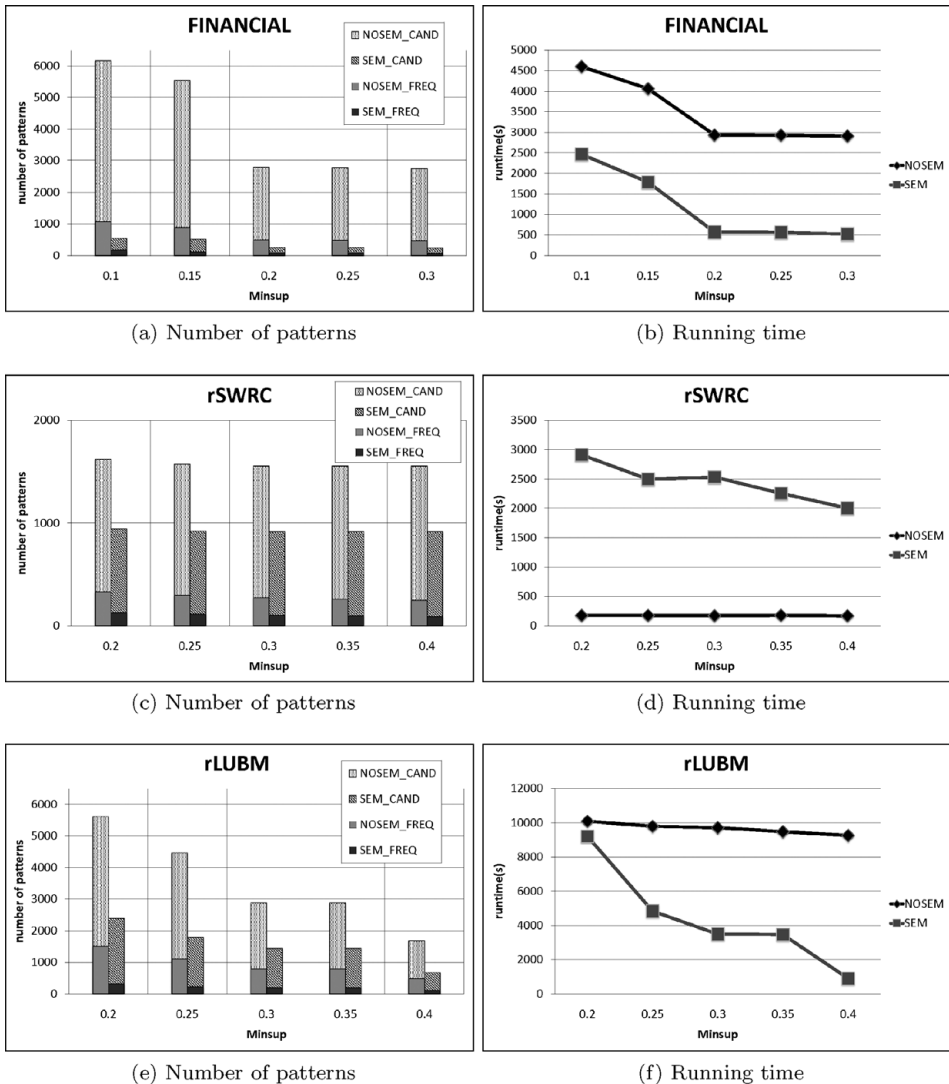 FINANCIAL
number of patterns
6000
5000
4000
3000
2000
1000
0
0.1 0.15 0.2 0.25 0.3
Minsup
NOSEM_CAND
SEM_CAND
NOSEM_FREQ
SEM_FREQ
(a) Number of patterns
FINANCIAL
runtime(s)
5000
4500
4000
3500
3000
2500
2000
1500
1000
500
0
0.1 0.15 0.2 0.25 0.3
Minsup
NOSEM
SEM
(b) Running time
rSWRC
number of patterns
2000
1000
0
0.2 0.25 0.3 0.35 0.4
Minsup
NOSEM_CAND
SEM_CAND
NOSEM_FREQ
SEM_FREQ
(c) Number of patterns
rSWRC
runtime(s)
3500
3000
2500
2000
1500
1000
500
0
0.2 0.25 0.3 0.35 0.4
Minsup
NOSEM
SEM
(d) Running time
rLUBM
number of patterns
6000
5000
4000
3000
2000
1000
0
0.2 0.25 0.3 0.35 0.4
Minsup
NOSEM_CAND
SEM_CAND
NOSEM_FREQ
SEM_FREQ
(e) Number of patterns
rLUBM
runtime(s)
12000
10000
8000
6000
4000
2000
0
0.2 0.25 0.3 0.35 0.4
Minsup
NOSEM
SEM
(f) Running time